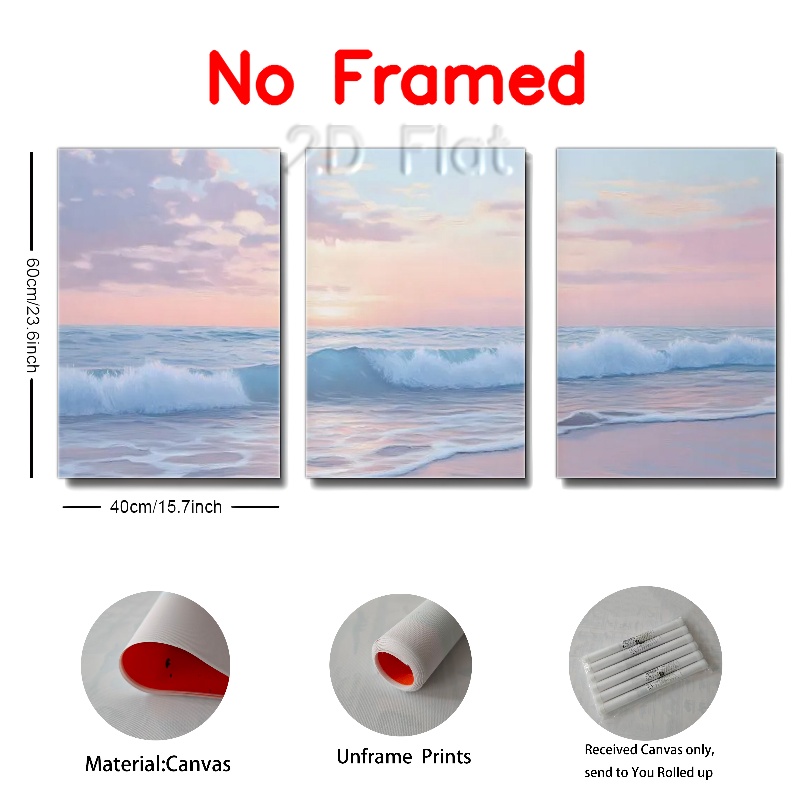 No Framed
2D Flat
60cm/23.6inch
40cm/15.7inch
Material:Canvas
Unframe Prints
Received Canvas only,
send to You Rolled up